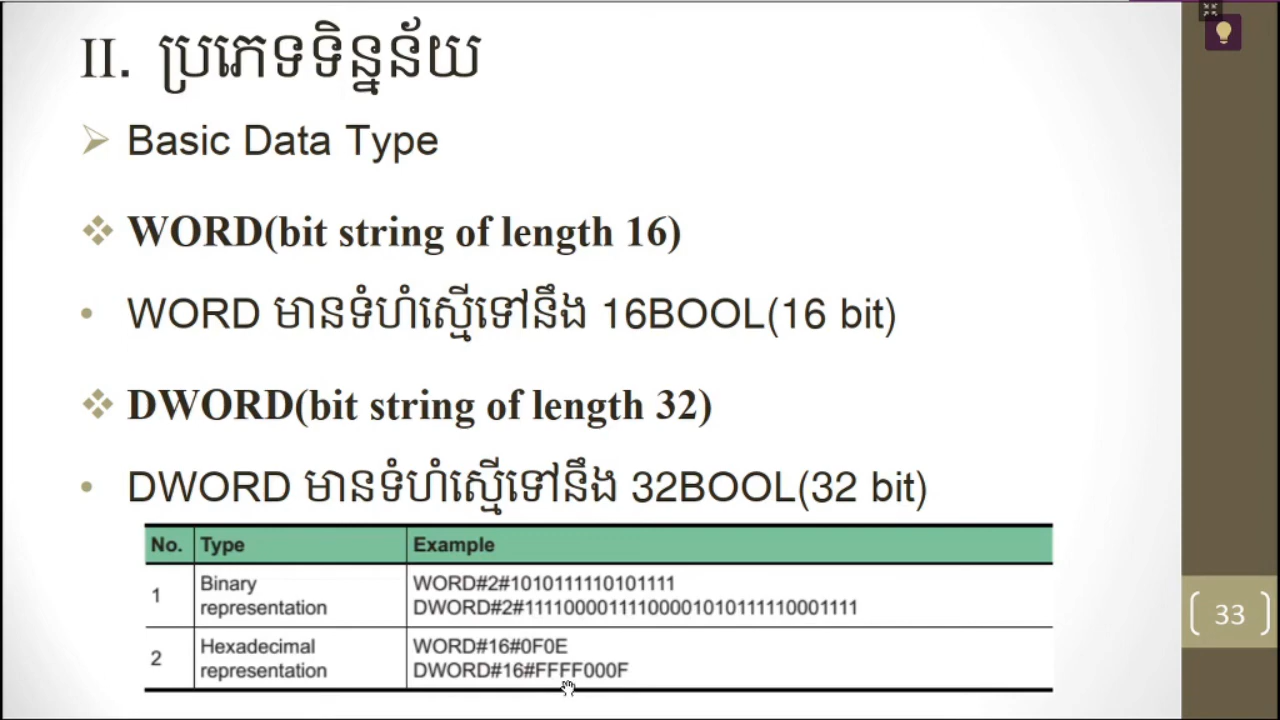 II. ប្រភេទទិន្នន័យ
Basic Data Type
WORD(bit string of length 16)
WORD មានទំហំស្មើទៅនឹង 16BOOL(16 bit)
DWORD(bit string of length 32)
DWORD មានទំហំស្មើទៅនឹង 32BOOL(32 bit)
No. Type Example
1 Binary representation WORD#2#1010111110101111
DWORD#2#11110000111100001010111110001111
2 Hexadecimal representation WORD#16#0F0E
DWORD#16#FFFF000F
33